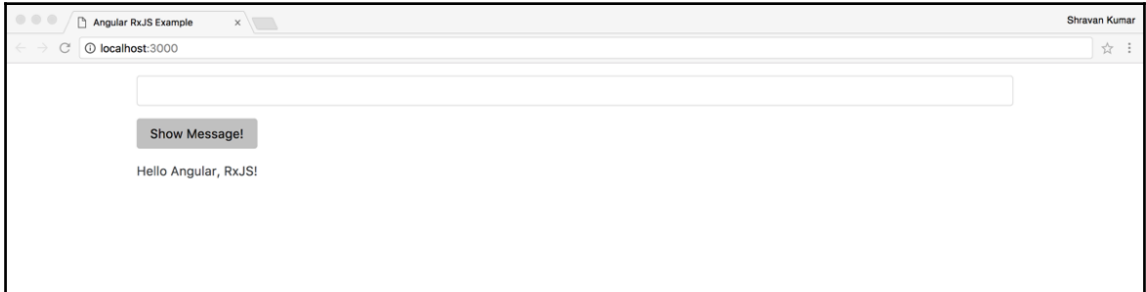 Angular RxJS Example
Shravan Kumar
localhost:3000
Show Message!
Hello Angular, RxJS!